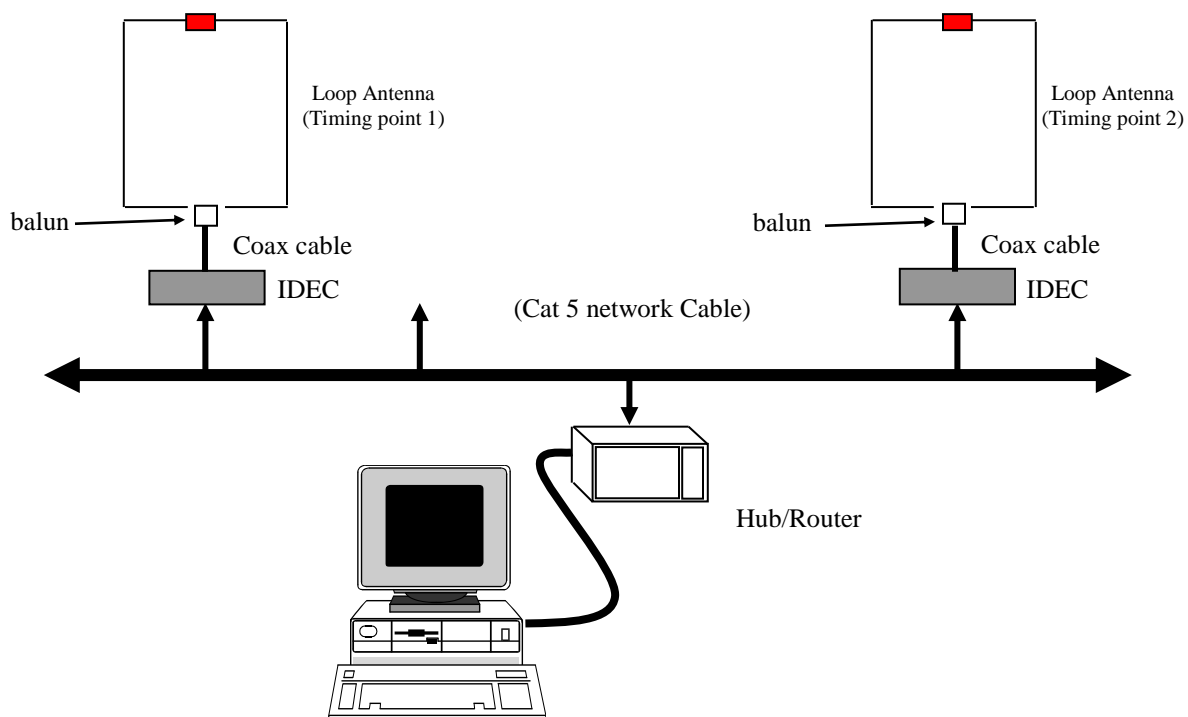 Loop Antenna
(Timing point 1)
Loop Antenna
(Timing point 2)
balun
Coax cable
IDEC
balun
Coax cable
IDEC
(Cat 5 network Cable)
Hub/Router